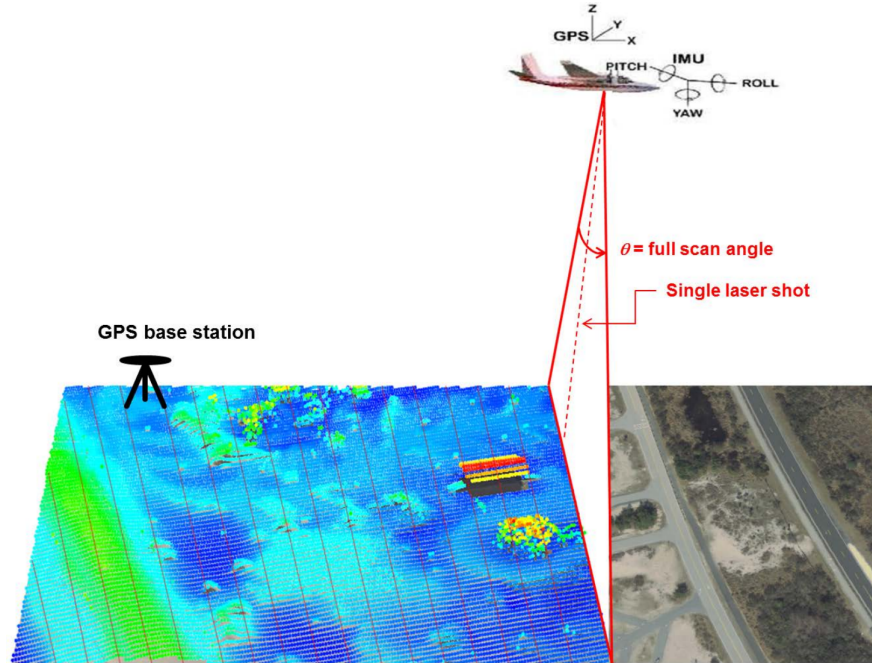 Z
Y
GPS
X
PITCH
IMU
ROLL
YAW
θ = full scan angle
Single laser shot
GPS base station